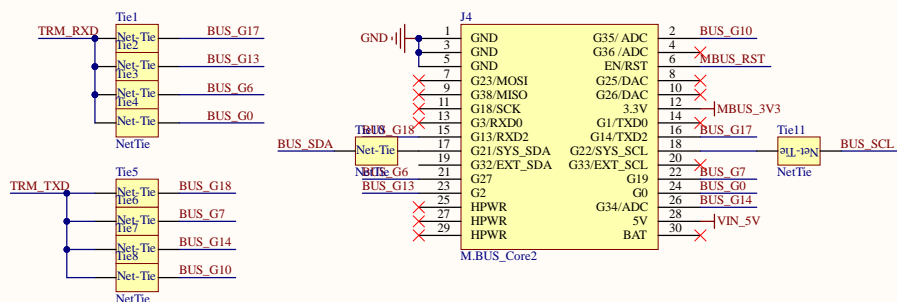 Tie1
TRM_RXD
Net-Tie
BUS_G17
Tie2
Net-Tie
BUS_G13
Tie3
Net-Tie
BUS_G6
Tie4
Net-Tie
BUS_G0
NetTie
Tie5
TRM_TXD
Net-Tie
BUS_G18
Tie6
Net-Tie
BUS_G7
Tie7
Net-Tie
BUS_G14
Tie8
Net-Tie
BUS_G10
NetTie
J4
GND
1 GND G35/ ADC 2 BUS_G10
3 GND G36 /ADC 4
5 GND EN/RST 6 MBUS_RST
7 G23/MOSI G25/DAC 8
9 G38/MISO G26/DAC 10
11 G18/SCK 3.3V 12 MBUS_3V3
13 G3/RXD0 G1/TXD0 14
Tie10 BUS_G18 15 G13/RXD2 G14/TXD2 16 BUS_G17 Tie11
BUS_SDA Net-Tie 17 G21/SYS_SDA G22/SYS_SCL 18 Net-Tie BUS_SCL
19 G32/EXT_SDA G33/EXT_SCL 20
NetTie BUS_G6 21 G27 G19 22 BUS_G7 NetTie
BUS_G13 23 G2 G0 24 BUS_G0
25 HPWR G34/ADC 26 BUS_G14
27 HPWR 5V 28 VIN_5V
29 HPWR BAT 30
M.BUS_Core2